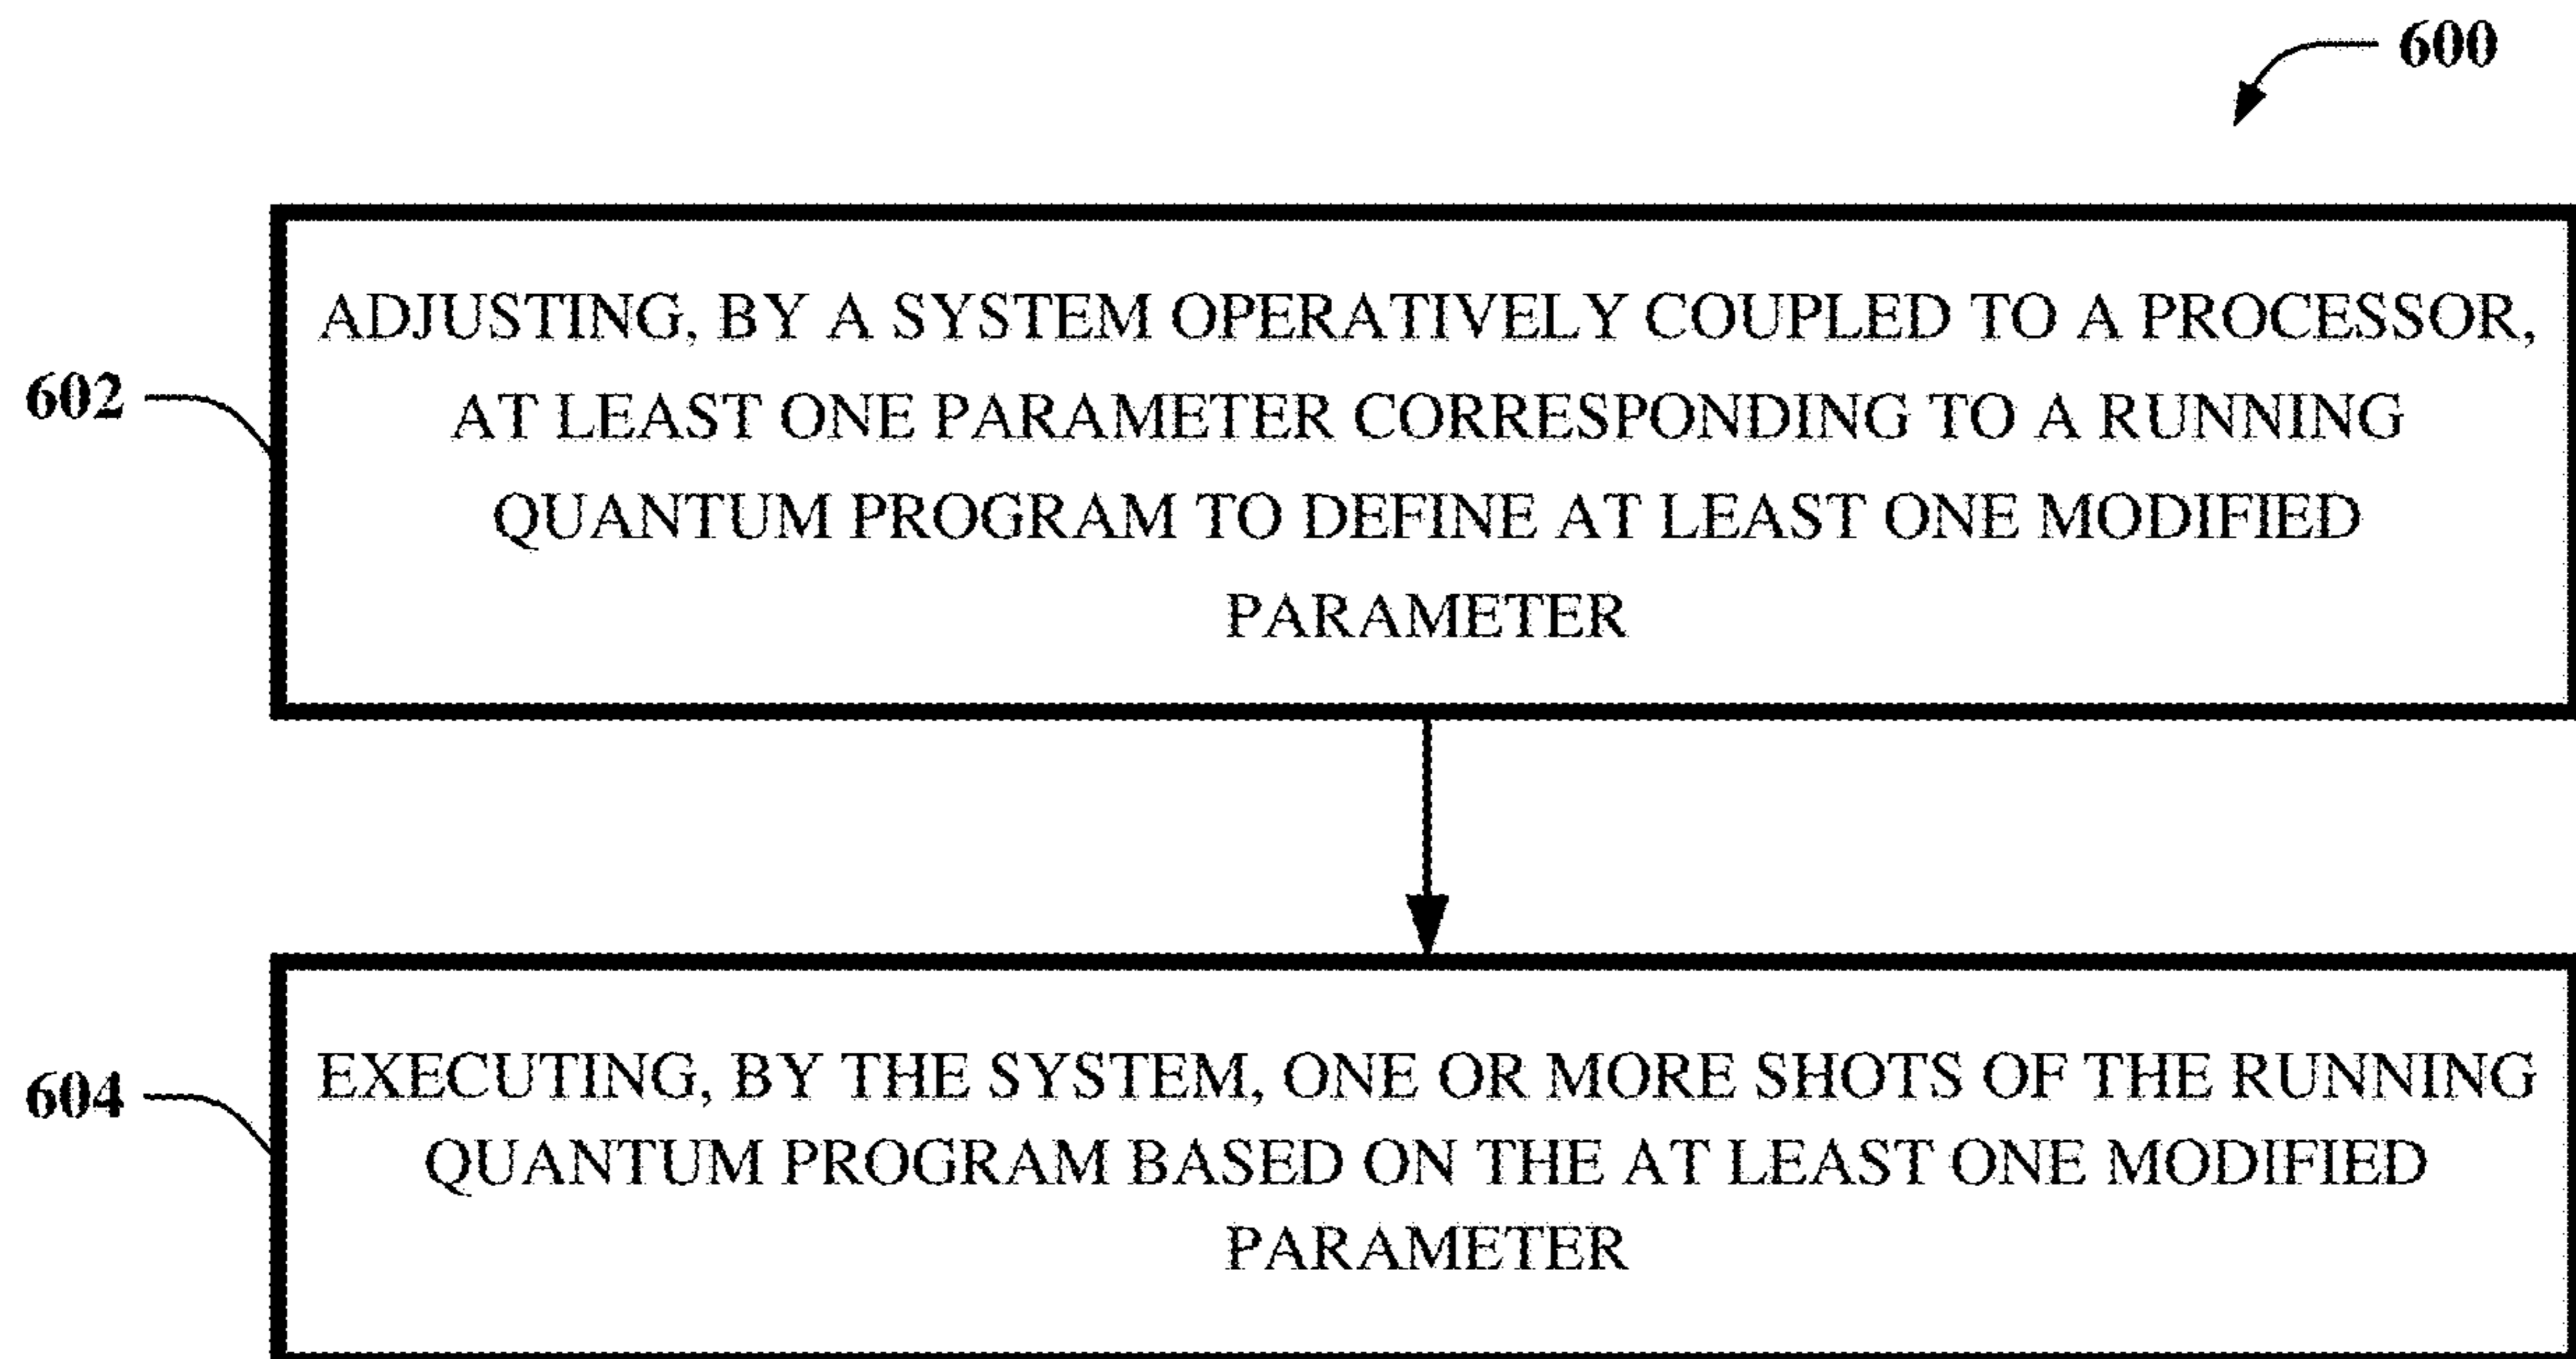 600
602
ADJUSTING, BY A SYSTEM OPERATIVELY COUPLED TO A PROCESSOR,
AT LEAST ONE PARAMETER CORRESPONDING TO A RUNNING
QUANTUM PROGRAM TO DEFINE AT LEAST ONE MODIFIED
PARAMETER
604
EXECUTING, BY THE SYSTEM, ONE OR MORE SHOTS OF THE RUNNING
QUANTUM PROGRAM BASED ON THE AT LEAST ONE MODIFIED
PARAMETER